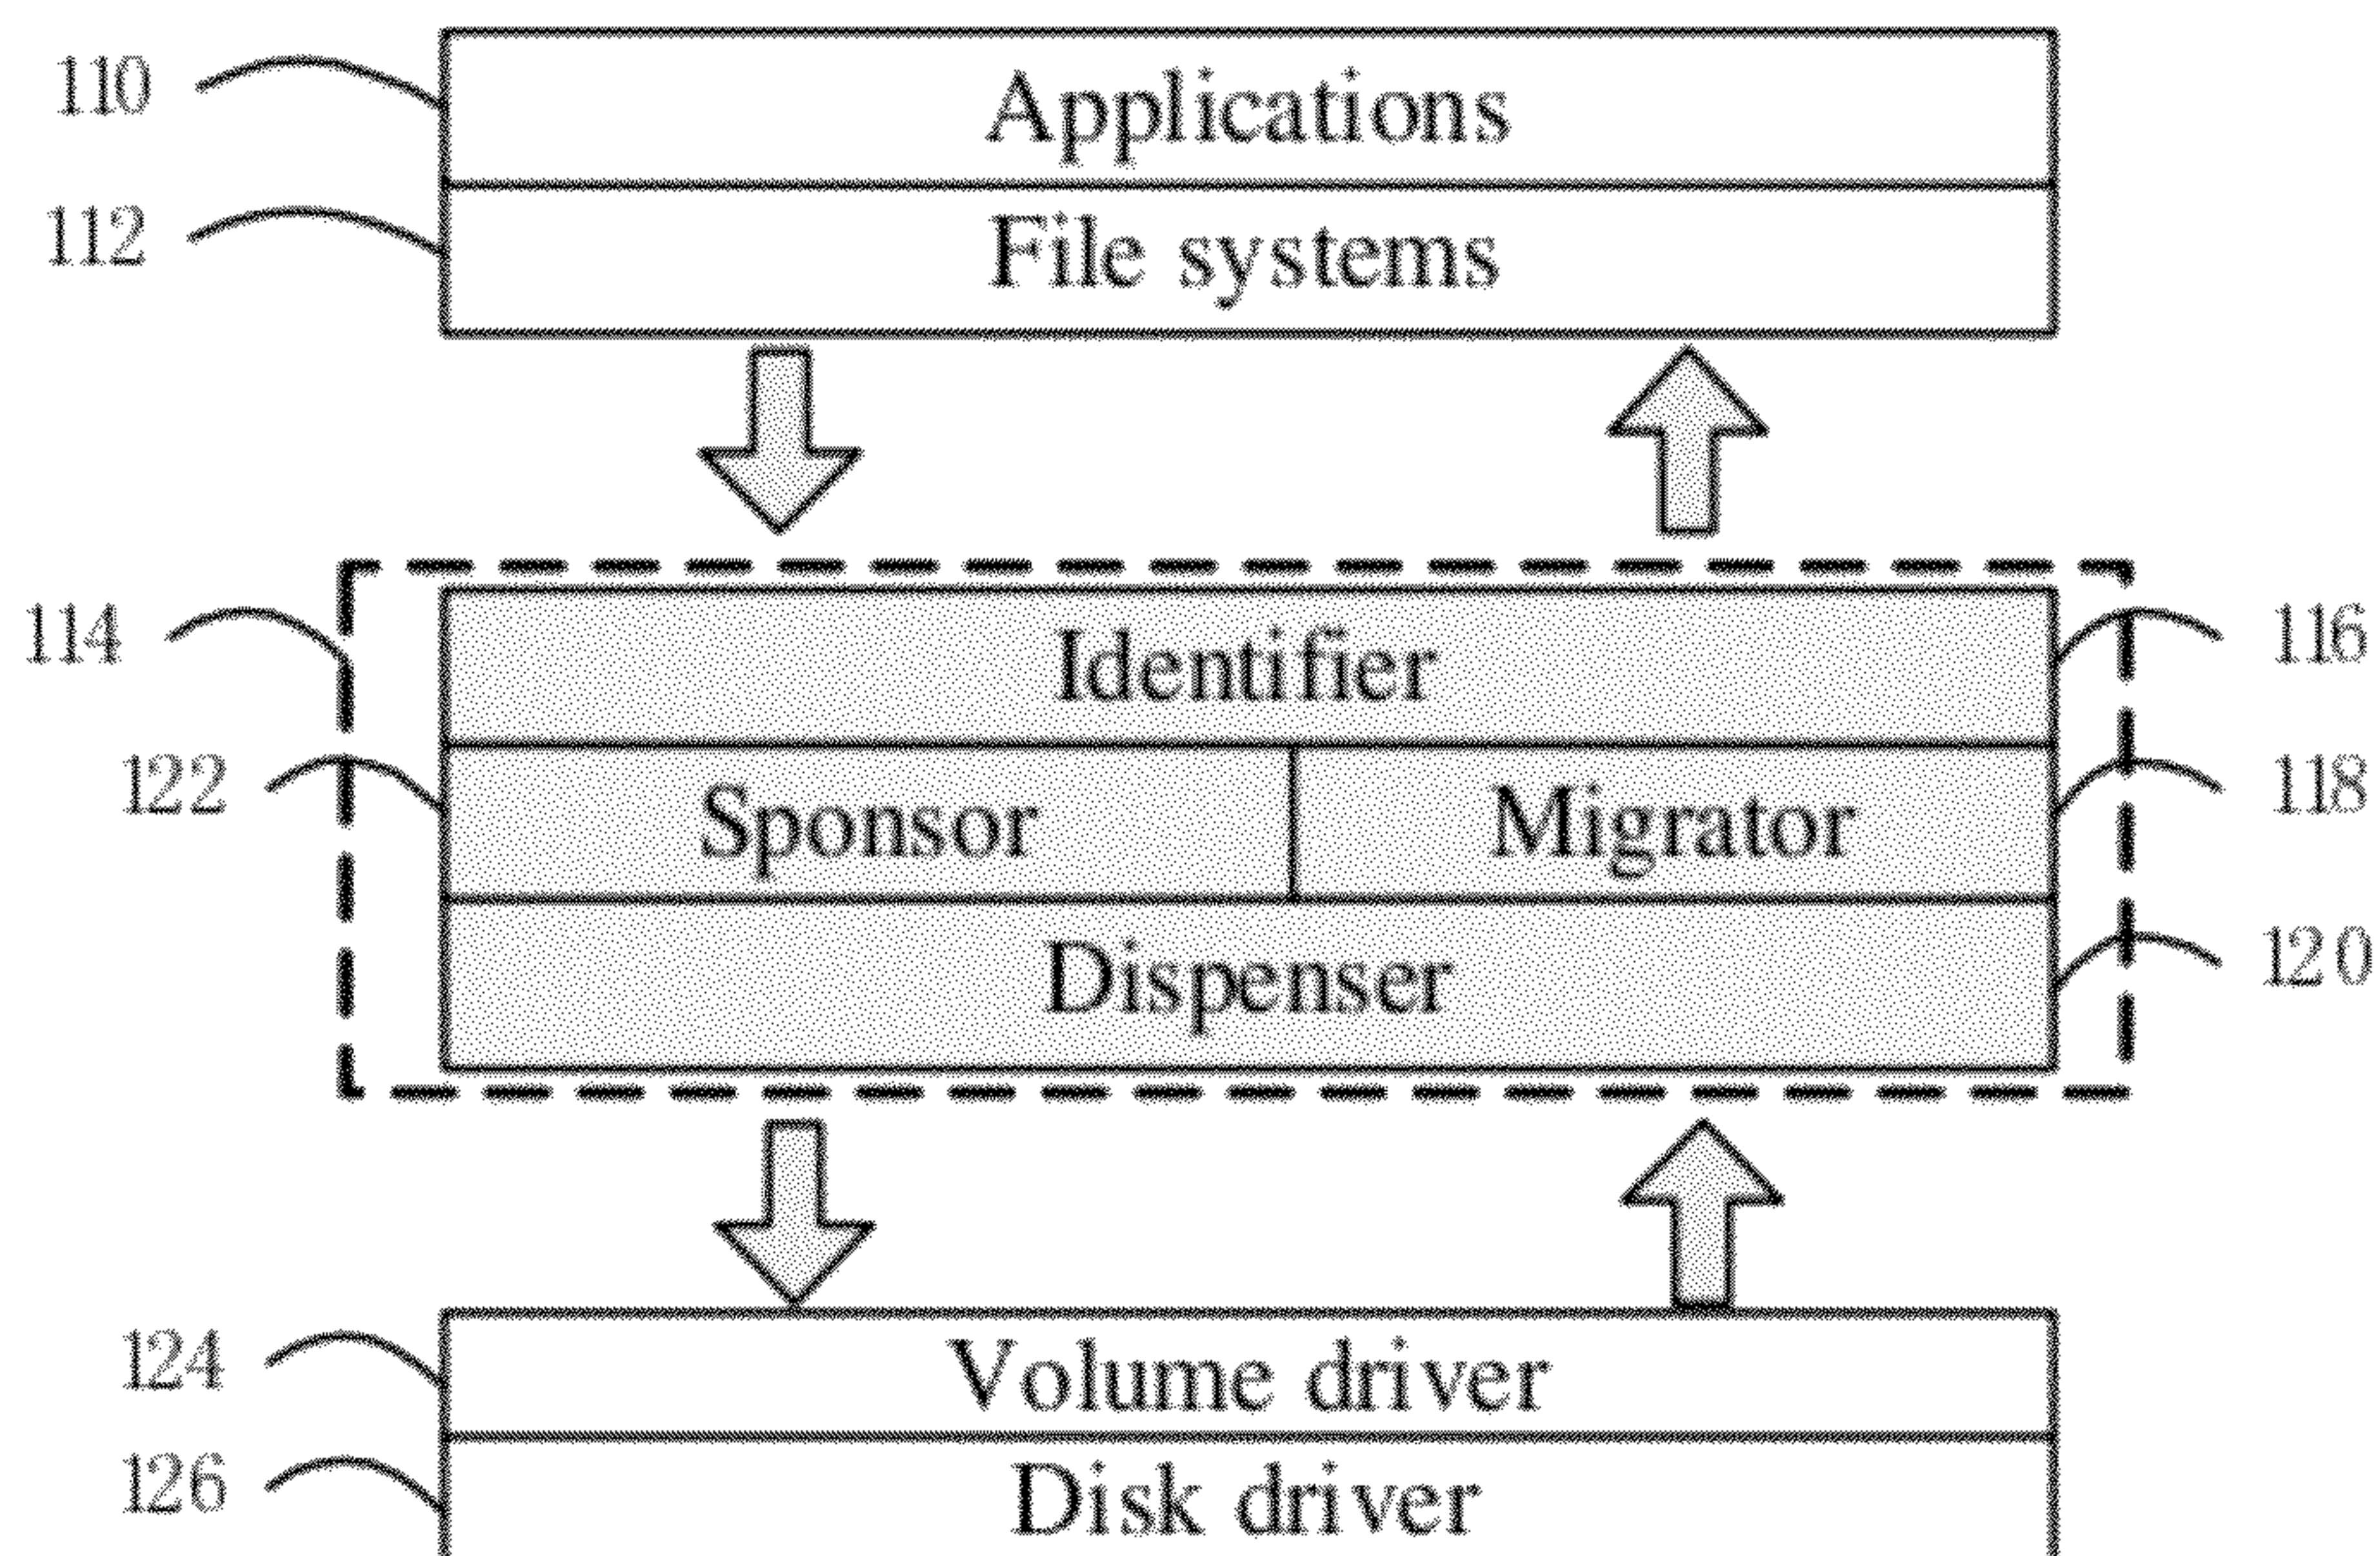 110 Applications
112 File systems
114 Identifier 116
122 Sponsor Migrator 118
Dispenser 120
124 Volume driver
126 Disk driver